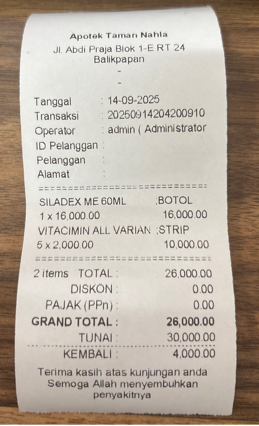 Apotek Taman Nahla
Jl. Abdi Praja Blok 1-E RT 24
Balikpapan
-
-
Tanggal : 14-09-2025
Transaksi : 20250914204200910
Operator : admin ( Administrator
ID Pelanggan :
Pelanggan :
Alamat :
SILADEX ME 60ML ;BOTOL
1 x 16,000.00 16,000.00
VITACIMIN ALL VARIAN ;STRIP
5 x 2,000.00 10,000.00
2 items TOTAL : 26,000.00
DISKON : 0.00
PAJAK (PPn) : 0.00
GRAND TOTAL : 26,000.00
TUNAI : 30,000.00
KEMBALI : 4,000.00
Terima kasih atas kunjungan anda
Semoga Allah menyembuhkan
penyakitnya